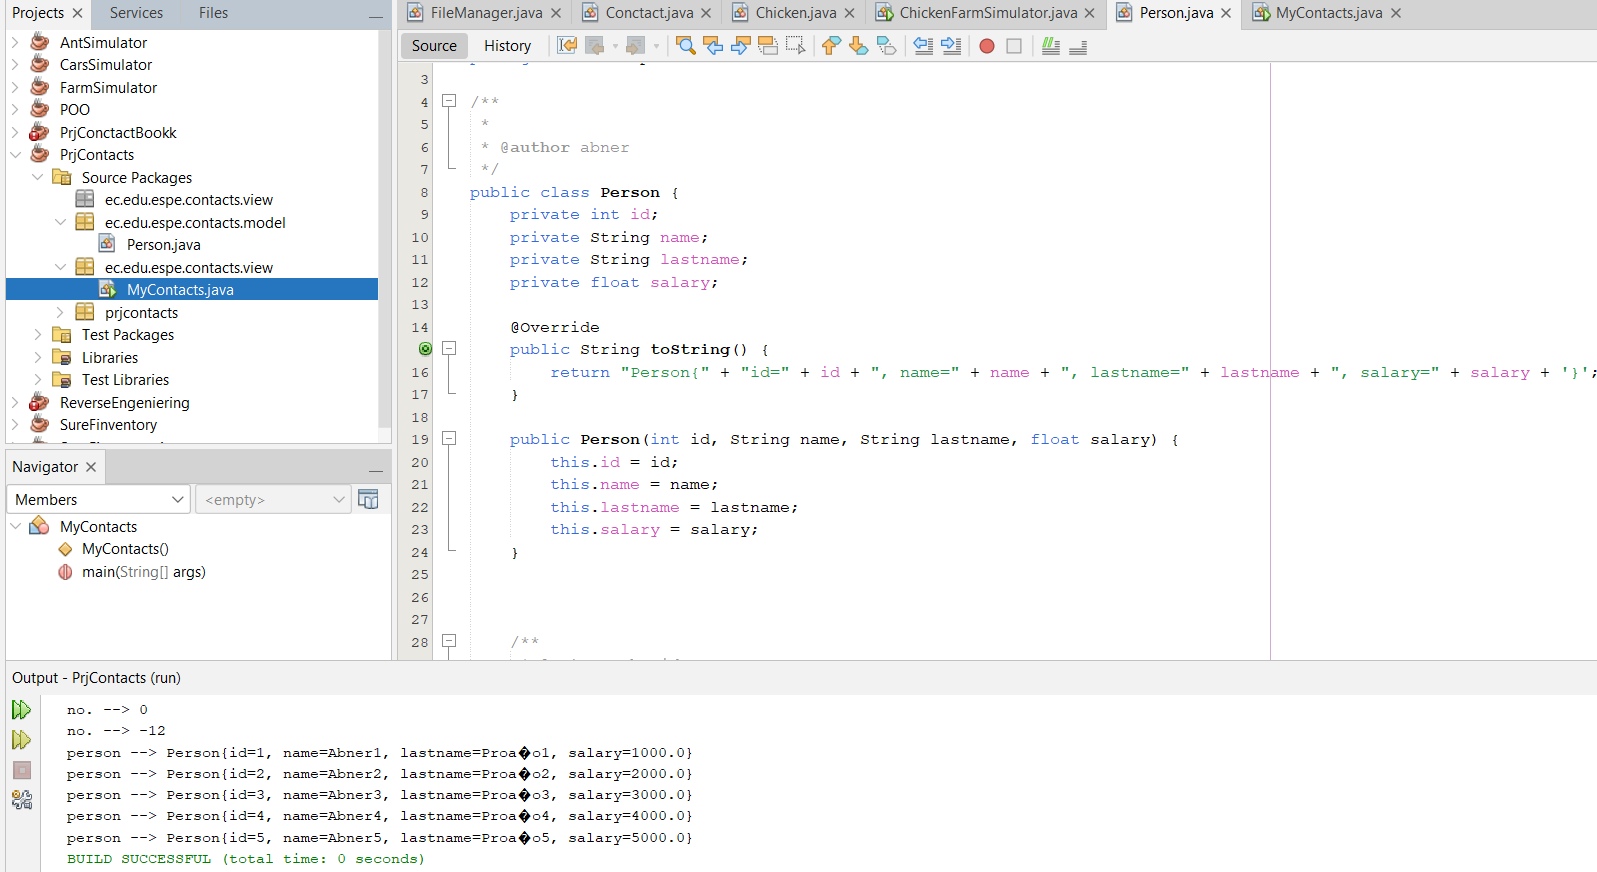 Projects
Services
Files
AntSimulator
CarsSimulator
FarmSimulator
POO
PrjConctactBookk
PrjContacts
Source Packages
ec.edu.espe.contacts.view
ec.edu.espe.contacts.model
Person.java
ec.edu.espe.contacts.view
MyContacts.java
prjcontacts
Test Packages
Libraries
Test Libraries
ReverseEngeniering
SureFinventory
Navigator
Members
<empty>
MyContacts
MyContacts()
main(String[] args)
FileManager.java
Conctact.java
Chicken.java
ChickenFarmSimulator.java
Person.java
MyContacts.java
Source
History
3
4 /**
5 *
6 * @author abner
7 */
8 public class Person {
9 private int id;
10 private String name;
11 private String lastname;
12 private float salary;
13
14 @Override
public String toString() {
16 return "Person{" + "id=" + id + ", name=" + name + ", lastname=" + lastname + ", salary=" + salary + '}';
17 }
18
19 public Person(int id, String name, String lastname, float salary) {
20 this.id = id;
21 this.name = name;
22 this.lastname = lastname;
23 this.salary = salary;
24 }
25
26
27
28 /**
Output - PrjContacts (run)
no. --> 0
no. --> -12
person --> Person{id=1, name=Abner1, lastname=Proa�o1, salary=1000.0}
person --> Person{id=2, name=Abner2, lastname=Proa�o2, salary=2000.0}
person --> Person{id=3, name=Abner3, lastname=Proa�o3, salary=3000.0}
person --> Person{id=4, name=Abner4, lastname=Proa�o4, salary=4000.0}
person --> Person{id=5, name=Abner5, lastname=Proa�o5, salary=5000.0}
BUILD SUCCESSFUL (total time: 0 seconds)